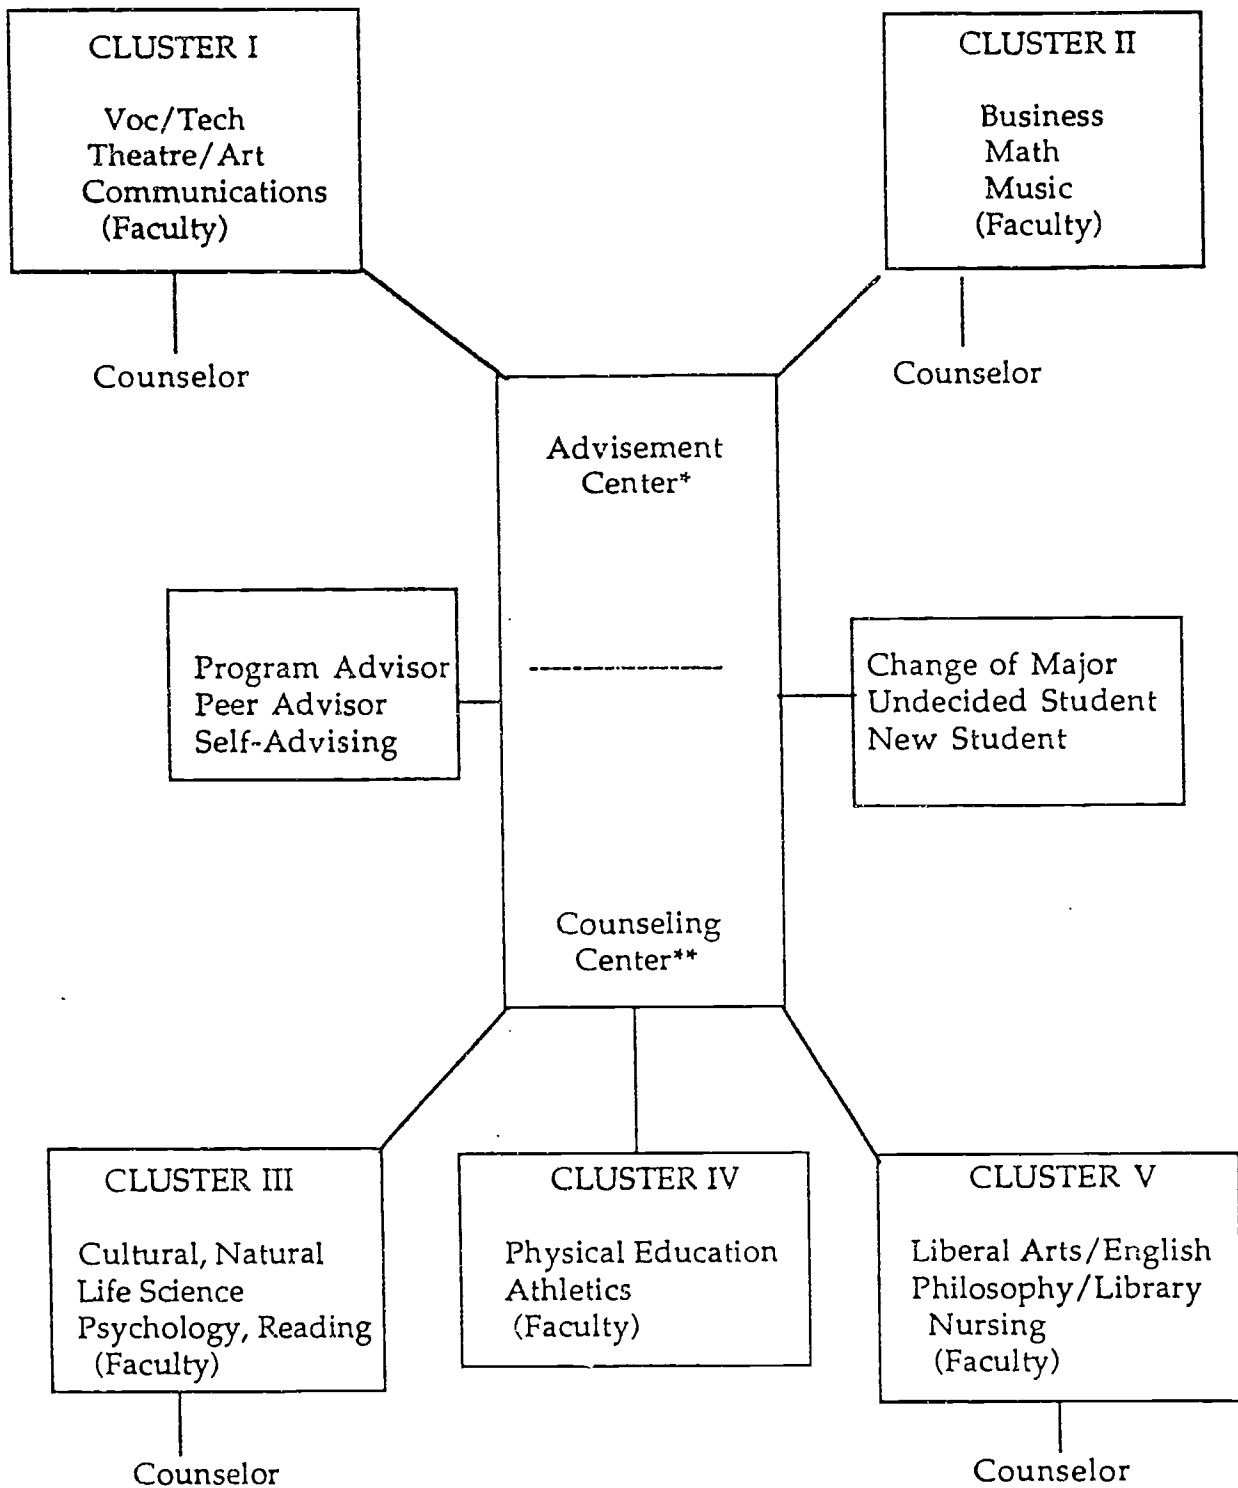 CLUSTER I
Voc/Tech
Theatre/Art
Communications
(Faculty)
Counselor
CLUSTER II
Business
Math
Music
(Faculty)
Counselor
Advisement
Center*
Program Advisor
Peer Advisor
Self-Advising
Change of Major
Undecided Student
New Student
Counseling
Center**
CLUSTER III
Cultural, Natural
Life Science
Psychology, Reading
(Faculty)
Counselor
CLUSTER IV
Physical Education
Athletics
(Faculty)
CLUSTER V
Liberal Arts/English
Philosophy/Library
Nursing
(Faculty)
Counselor